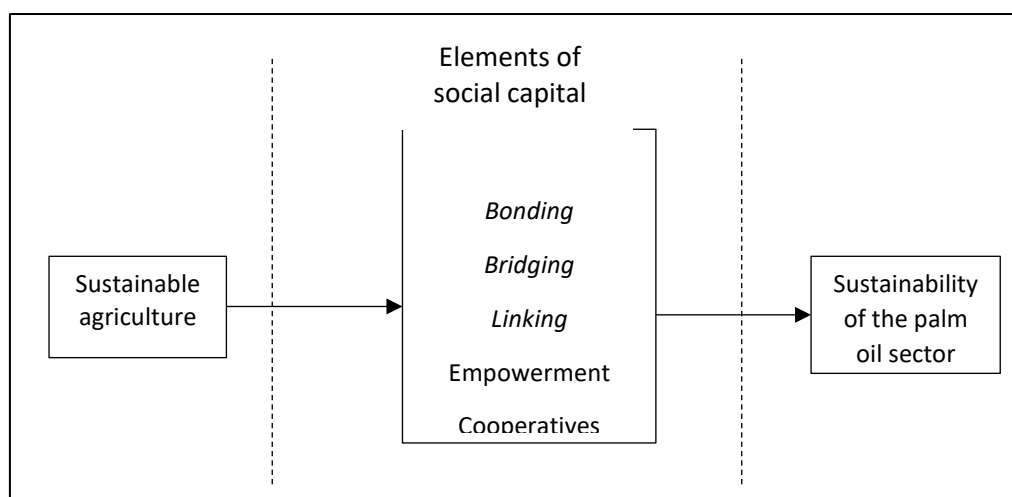 Elements of
social capital
Bonding
Bridging
Linking
Empowerment
Cooperatives
Sustainable
agriculture
Sustainability
of the palm
oil sector